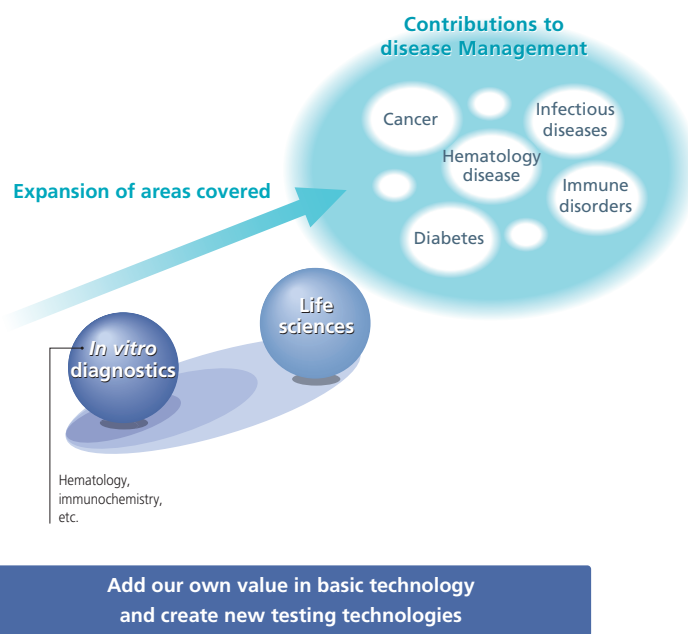 Contributions to
disease Management
Cancer
Infectious
diseases
Hematology
disease
Immune
disorders
Diabetes
Expansion of areas covered
Life
sciences
In vitro
diagnostics
Hematology,
immunochemistry,
etc.
Add our own value in basic technology
and create new testing technologies